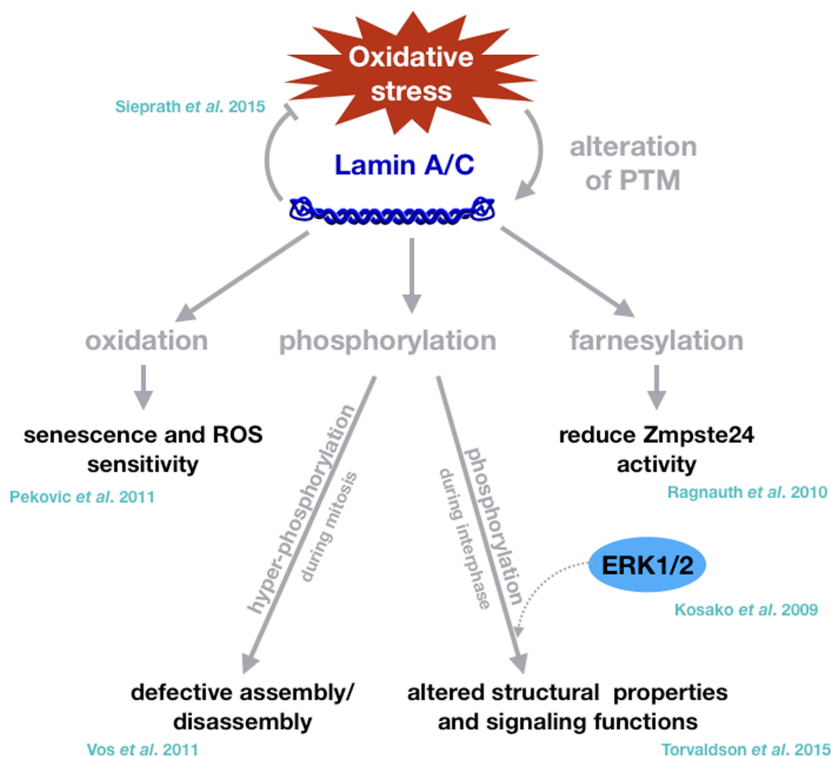 Oxidative
stress
Sieprath et al. 2015
Lamin A/C
alteration
of PTM
oxidation
phosphorylation
farnesylation
senescence and ROS
sensitivity
Pekovic et al. 2011
hyper-phosphorylation
during mitosis
phosphorylation
during interphase
reduce Zmpste24
activity
Ragnauth et al. 2010
ERK1/2
Kosako et al. 2009
defective assembly/
disassembly
Vos et al. 2011
altered structural properties
and signaling functions
Torvaldson et al. 2015